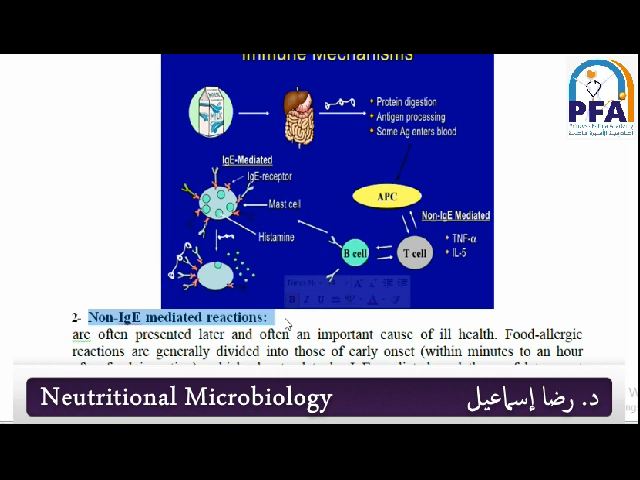 Immune Mechanisms
MILK
Protein digestion
Antigen processing
Some Ag enters blood
IgE-Mediated
IgE-receptor
Mast cell
Histamine
APC
Non-IgE Mediated
TNF-α
IL-5
B cell
T cell
PFA
2- Non-IgE mediated reactions:
are often presented later and often an important cause of ill health. Food-allergic
reactions are generally divided into those of early onset (within minutes to an hour
Neutritional Microbiology
د. رضا إسماعيل